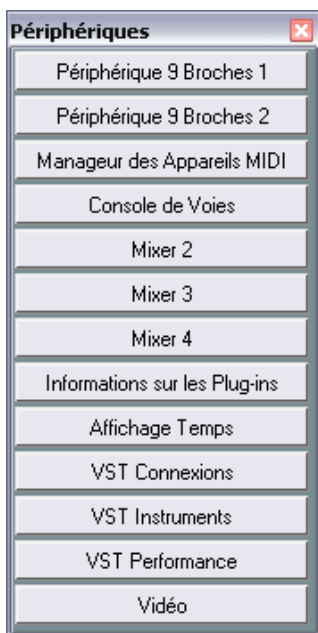 Périphériques
Périphérique 9 Broches 1
Périphérique 9 Broches 2
Manageur des Appareils MIDI
Console de Voies
Mixer 2
Mixer 3
Mixer 4
Informations sur les Plug-ins
Affichage Temps
VST Connexions
VST Instruments
VST Performance
Vidéo